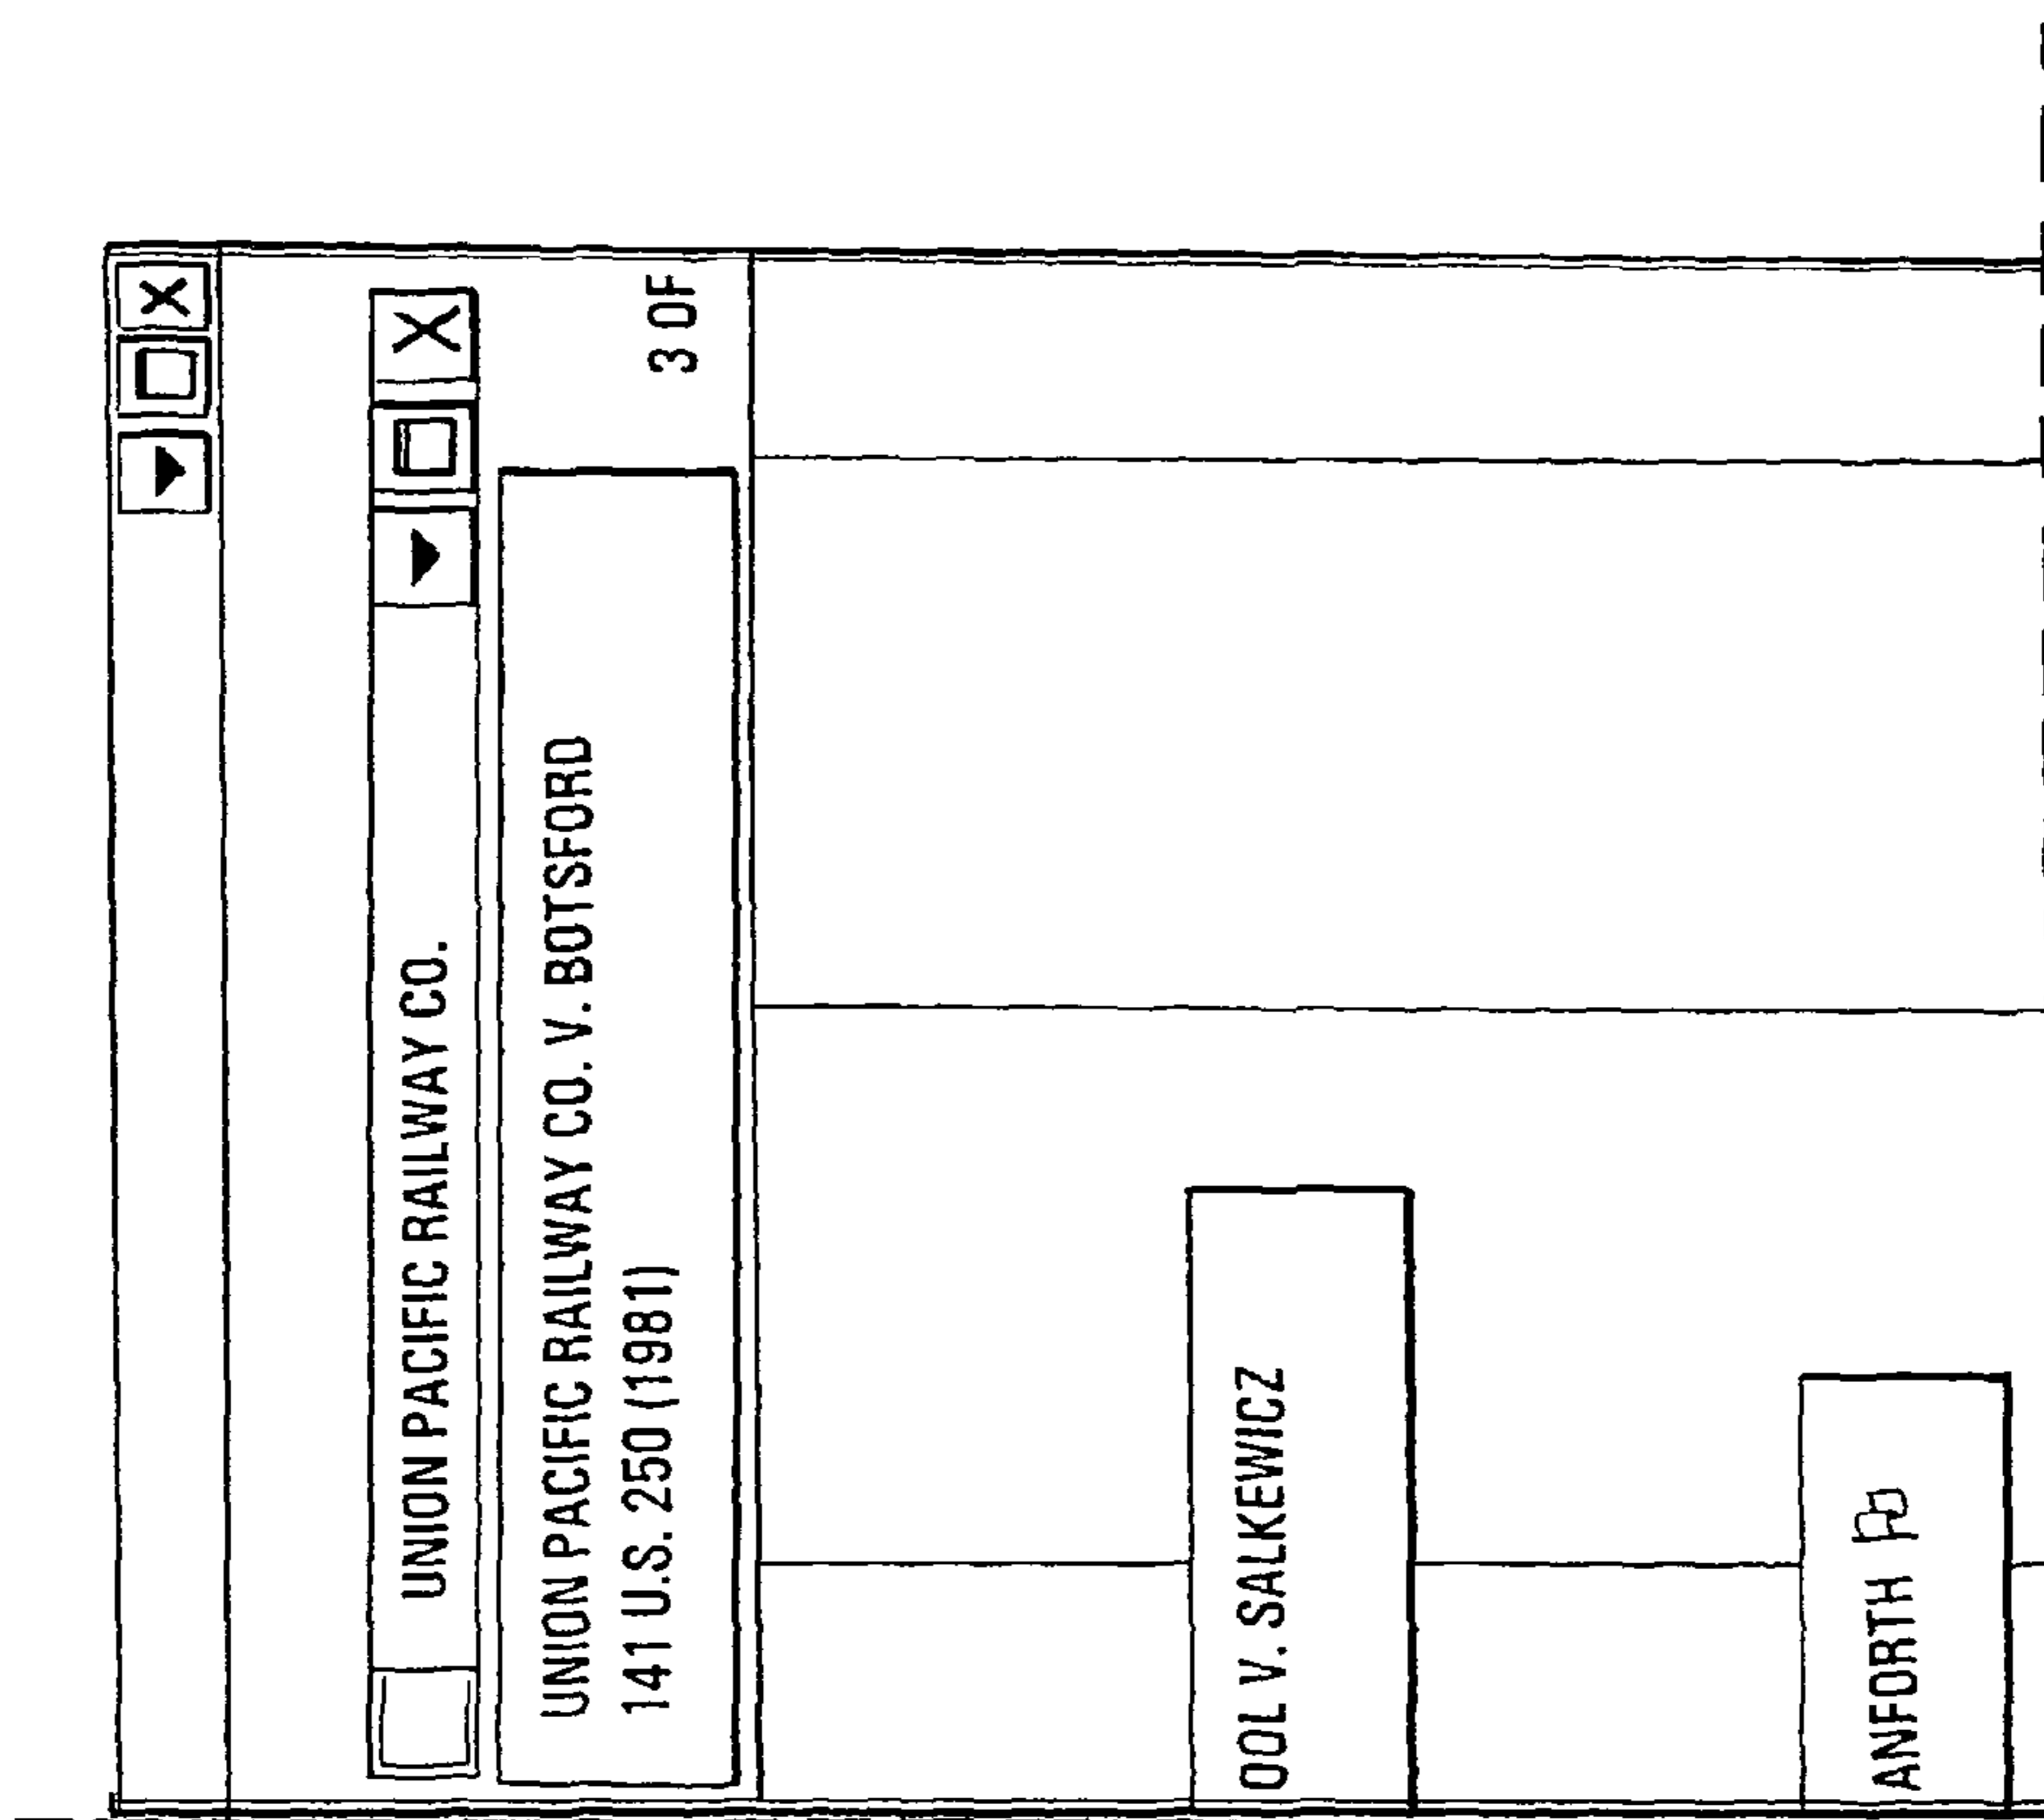 UNION PACIFIC RAILWAY CO.
UNION PACIFIC RAILWAY CO. V. BOTSFORD
141 U.S. 250 (1981)
3 OF
OOL V. SALKEWICZ
ANFORTH